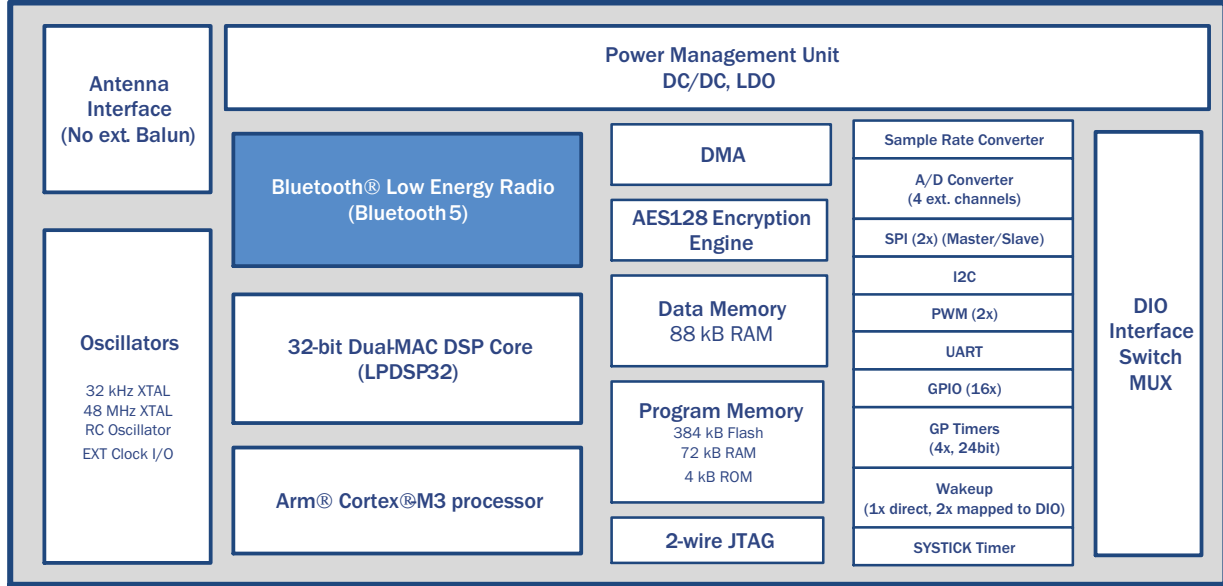 Antenna
Interface
(No ext. Balun)
Power Management Unit
DC/DC, LDO
Bluetooth® Low Energy Radio
(Bluetooth 5)
DMA
AES128 Encryption
Engine
Sample Rate Converter
A/D Converter
(4 ext. channels)
SPI (2x) (Master/Slave)
I2C
PWM (2x)
UART
GPIO (16x)
GP Timers
(4x, 24bit)
Wakeup
(1x direct, 2x mapped to DIO)
SYSTICK Timer
DIO
Interface
Switch
MUX
Oscillators
32 kHz XTAL
48 MHz XTAL
RC Oscillator
EXT Clock I/O
32-bit Dual-MAC DSP Core
(LPDSP32)
Data Memory
88 kB RAM
Program Memory
384 kB Flash
72 kB RAM
4 kB ROM
Arm® Cortex®-M3 processor
2-wire JTAG